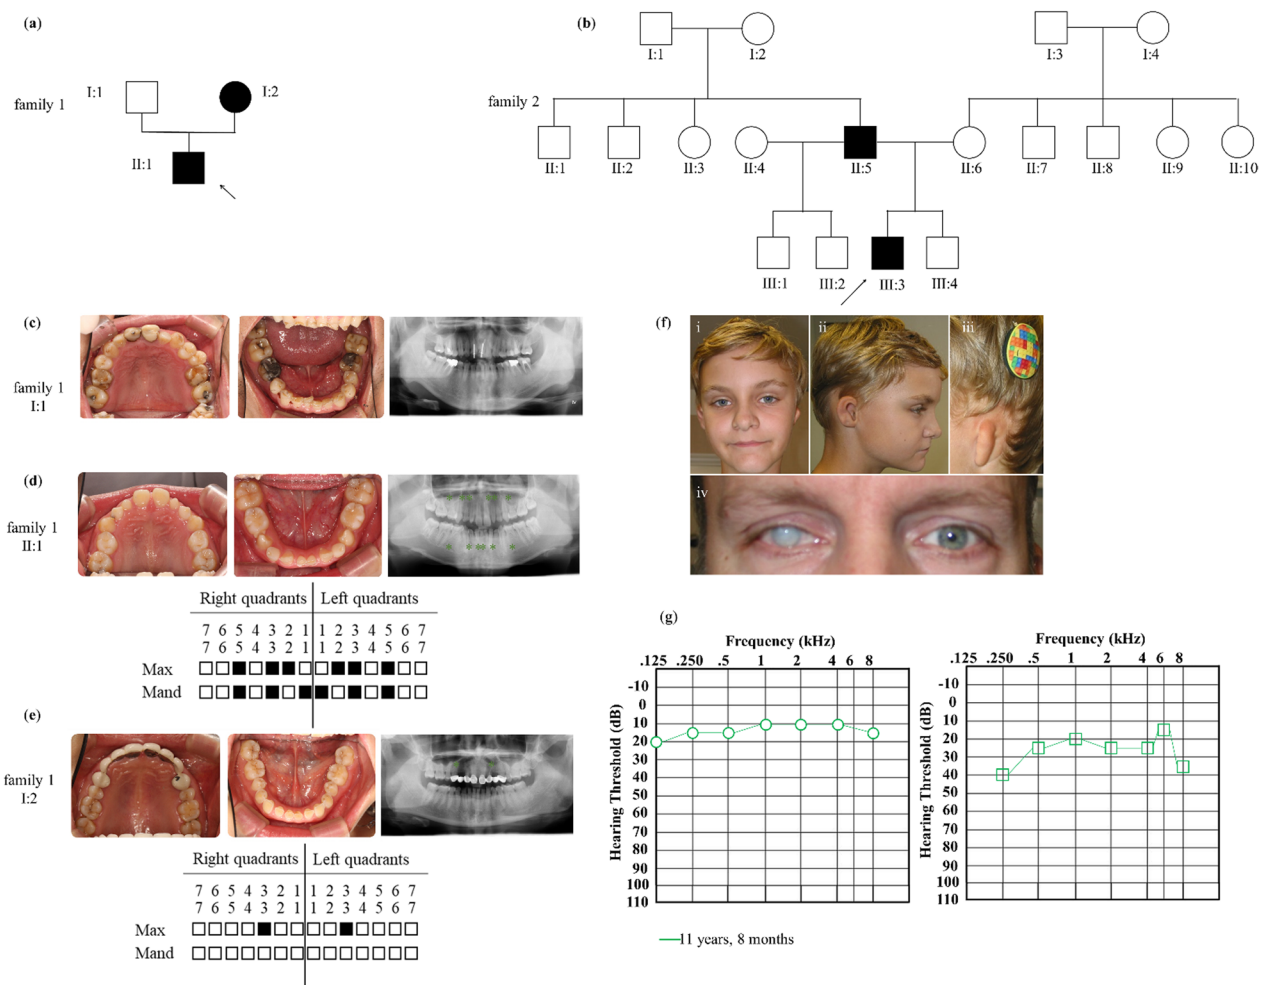 (a)
I:1
I:2
family 1
II:1
(b)
I:1
I:2
I:3
I:4
family 2
II:1
II:2
II:3
II:4
II:5
II:6
II:7
II:8
II:9
II:10
III:1
III:2
III:3
III:4
(c)
family 1
I:1
(d)
family 1
II:1
Right quadrants Left quadrants
7 6 5 4 3 2 1 1 2 3 4 5 6 7
7 6 5 4 3 2 1 1 2 3 4 5 6 7
Max
Mand
(e)
family 1
I:2
Right quadrants Left quadrants
7 6 5 4 3 2 1 1 2 3 4 5 6 7
7 6 5 4 3 2 1 1 2 3 4 5 6 7
Max
Mand
(f)
i
ii
iii
iv
(g)
Frequency (kHz)
.125 .250 .5 1 2 4 6 8
Hearing Threshold (dB)
-10
0
10
20
30
40
50
60
70
80
90
100
110
Frequency (kHz)
.125 .250 .5 1 2 4 6 8
Hearing Threshold (dB)
-10
0
10
20
30
40
50
60
70
80
90
100
110
11 years, 8 months